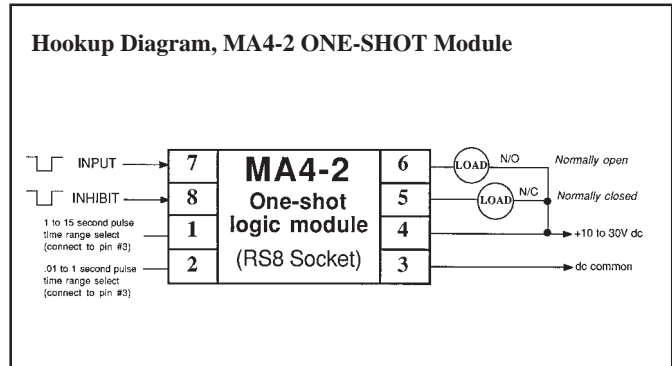 Hookup Diagram, MA4-2 ONE-SHOT Module
INPUT
INHIBIT
1 to 15 second pulse
time range select
(connect to pin #3)
.01 to 1 second pulse
time range select
(connect to pin #3)
7
8
1
2
MA4-2
One-shot
logic module
(RS8 Socket)
6
5
4
3
LOAD N/O Normally open
LOAD N/C Normally closed
+10 to 30V dc
dc common